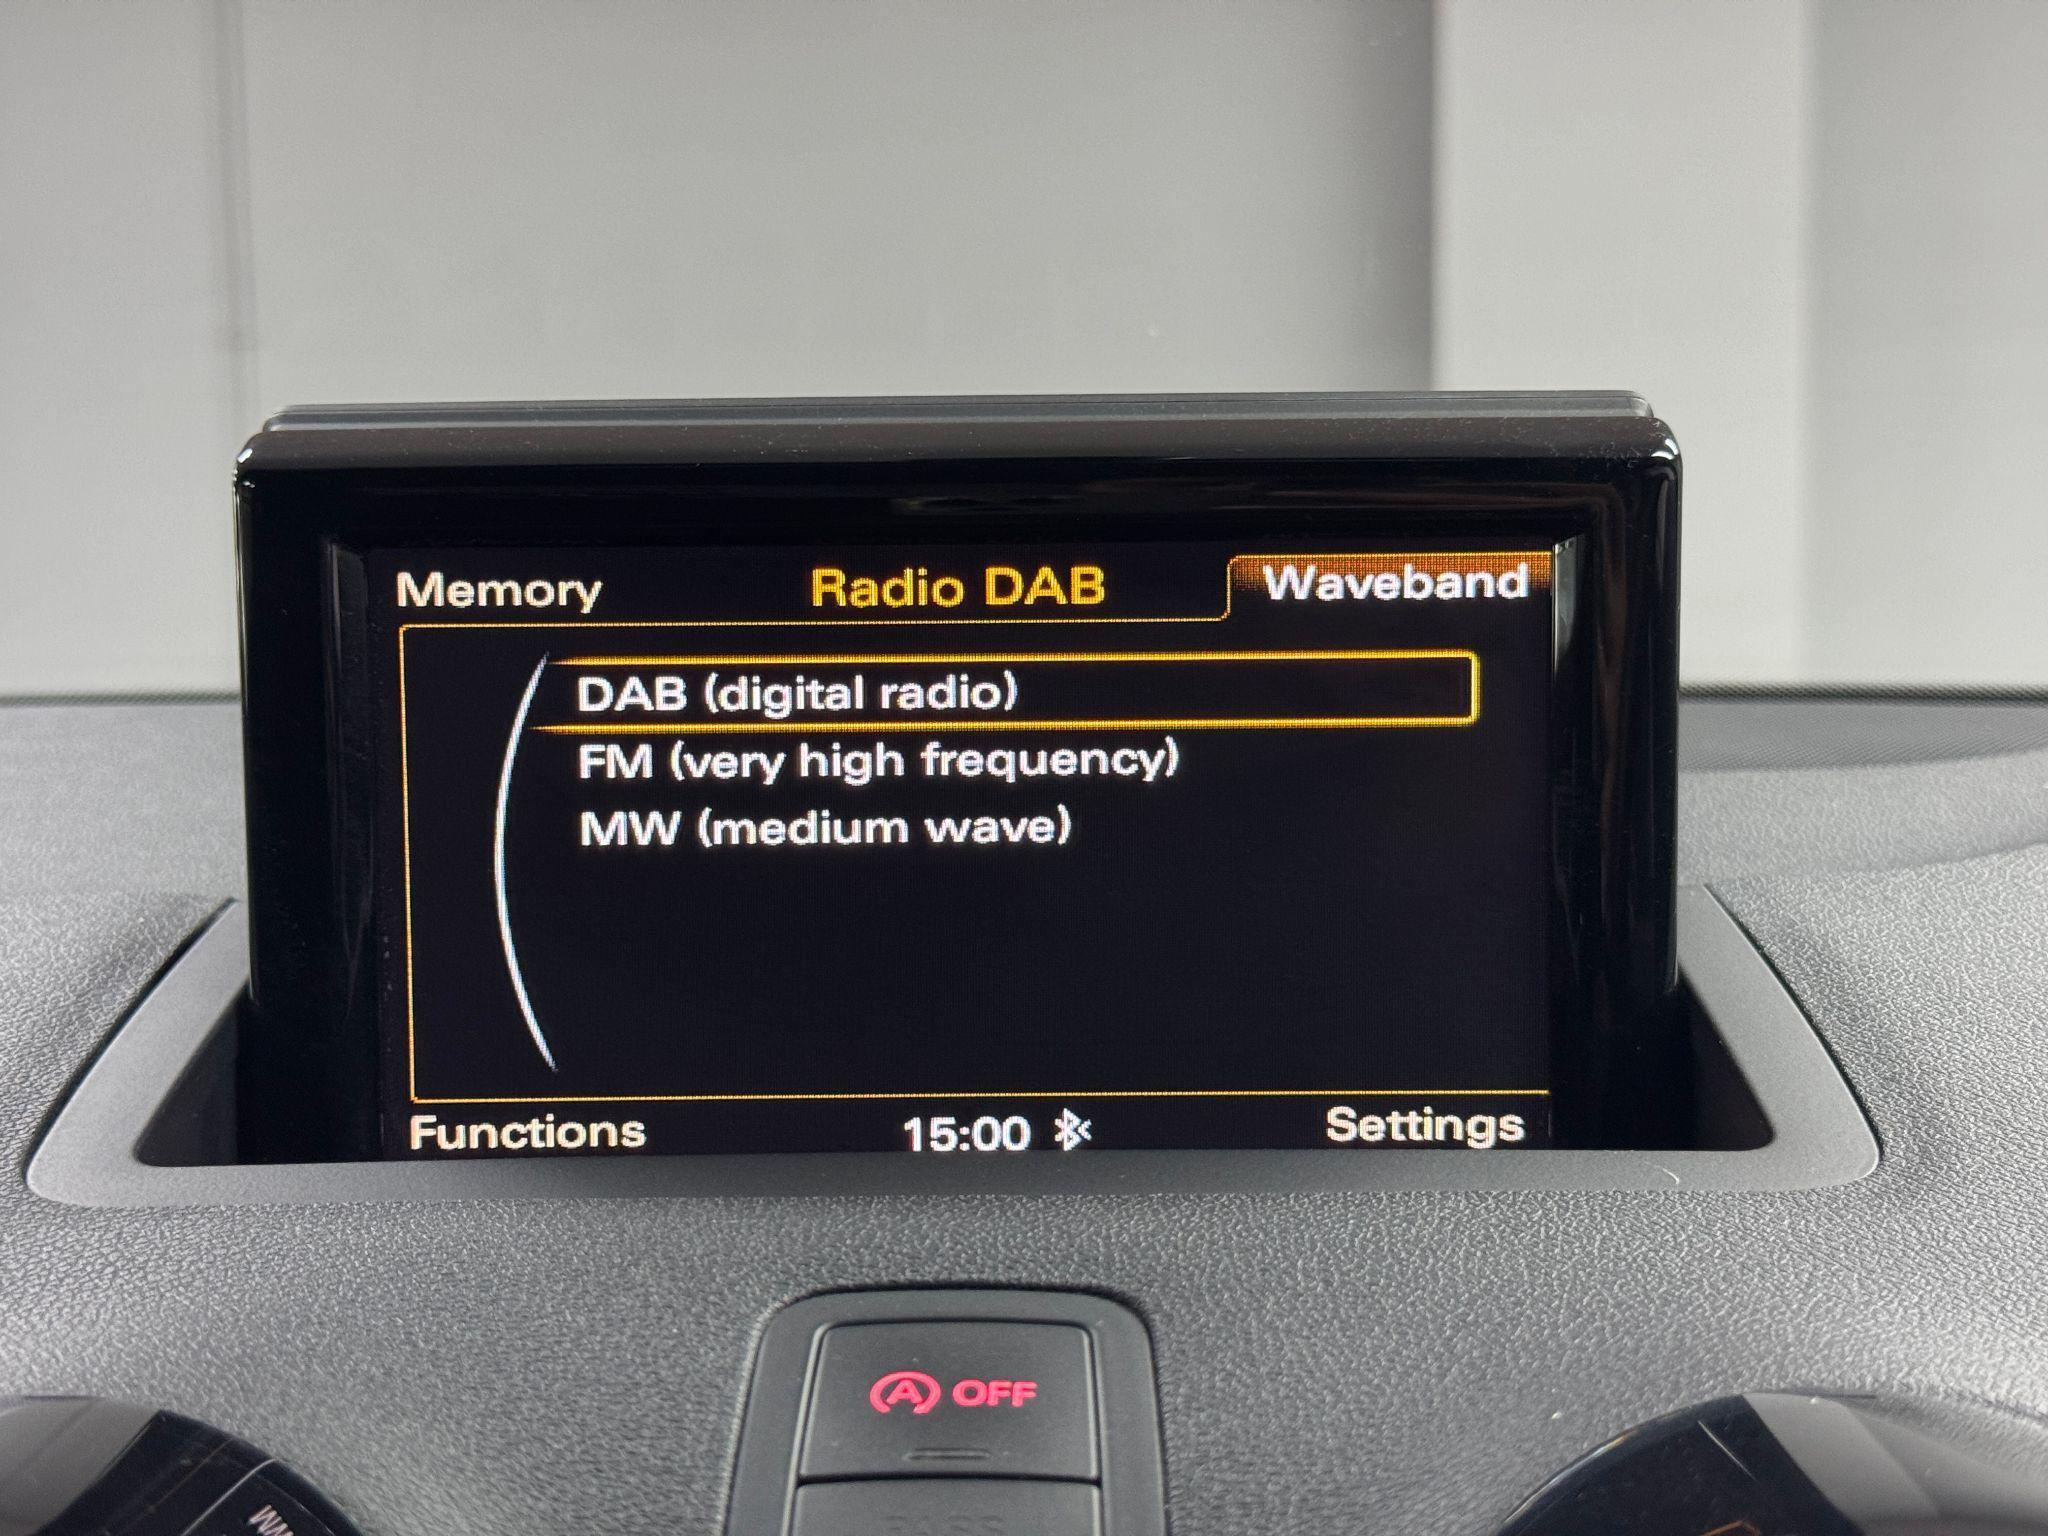 Memory Radio DAB Waveband
DAB (digital radio)
FM (very high frequency)
MW (medium wave)
Functions 15:00 Settings
A OFF